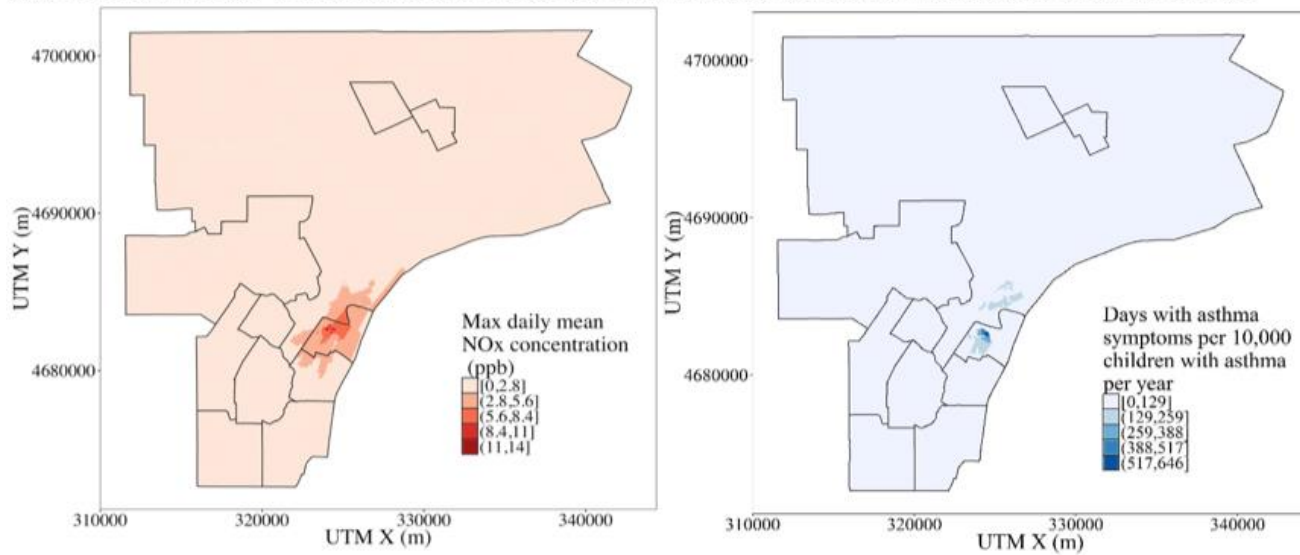 4700000
4690000
4680000
UTM Y (m)
310000 320000 330000 340000
UTM X (m)
Max daily mean
NOx concentration
(ppb)
[0,2.8]
(2.8,5.6]
(5.6,8.4]
(8.4,11]
(11,14]
4700000
4690000
4680000
UTM Y (m)
310000 320000 330000 340000
UTM X (m)
Days with asthma
symptoms per 10,000
children with asthma
per year
[0,129]
(129,259]
(259,388]
(388,517]
(517,646]